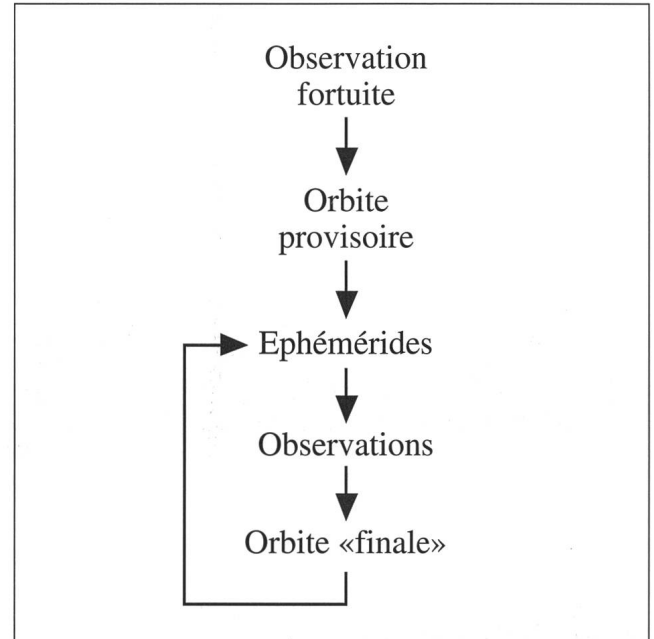 Observation
fortuite
Orbite
provisoire
Ephémérides
Observations
Orbite «finale»